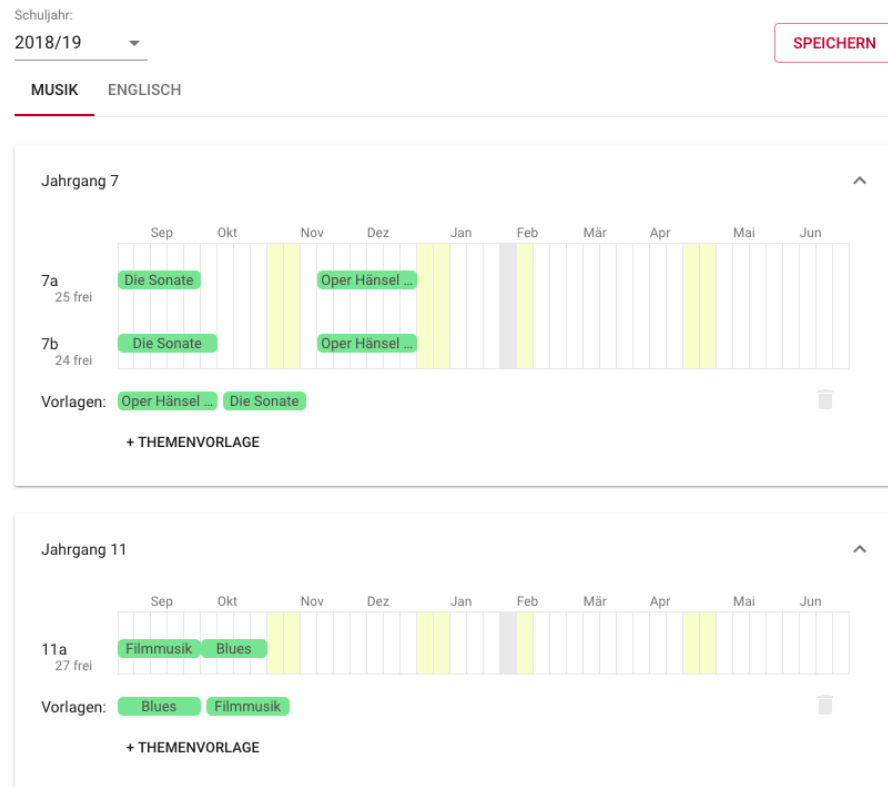 Schuljahr:
2018/19
SPEICHERN
MUSIK ENGLISCH
Jahrgang 7
Sep Okt Nov Dez Jan Feb Mär Apr Mai Jun
7a Die Sonate Oper Hänsel ...
25 frei
7b Die Sonate Oper Hänsel ...
24 frei
Vorlagen: Oper Hänsel ... Die Sonate
+ THEMENVORLAGE
Jahrgang 11
Sep Okt Nov Dez Jan Feb Mär Apr Mai Jun
11a Filmmusik Blues
27 frei
Vorlagen: Blues Filmmusik
+ THEMENVORLAGE